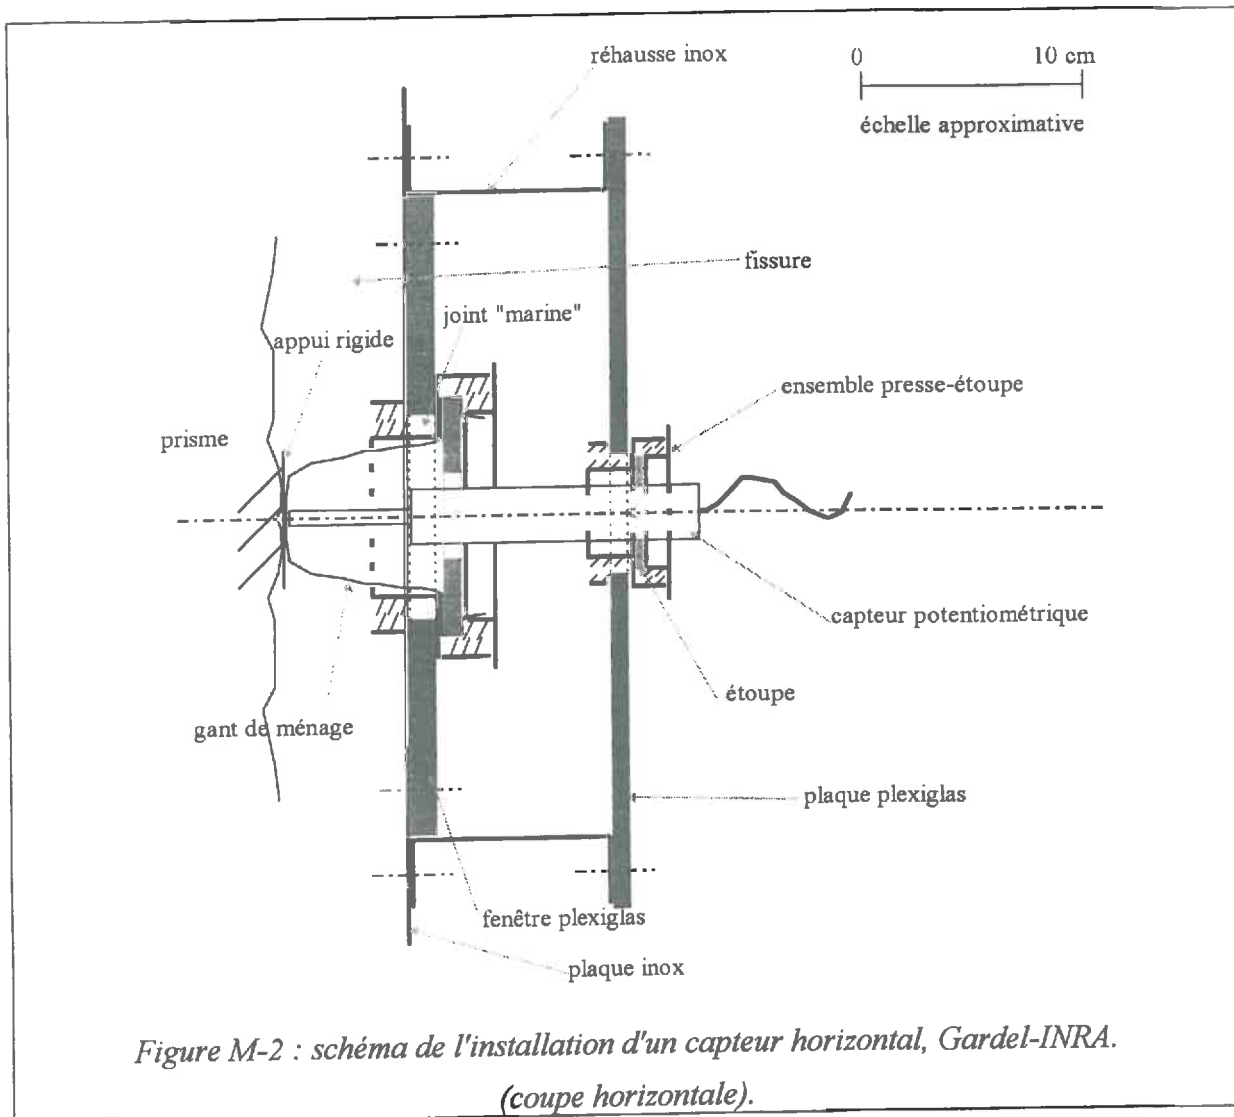 réhausse inox
0 10 cm
échelle approximative
fissure
joint "marine"
appui rigide
ensemble presse-étoupe
prisme
capteur potentiométrique
étoupe
gant de ménage
plaque plexiglas
fenêtre plexiglas
plaque inox
Figure M-2 : schéma de l'installation d'un capteur horizontal, Gardel-INRA.
(coupe horizontale).